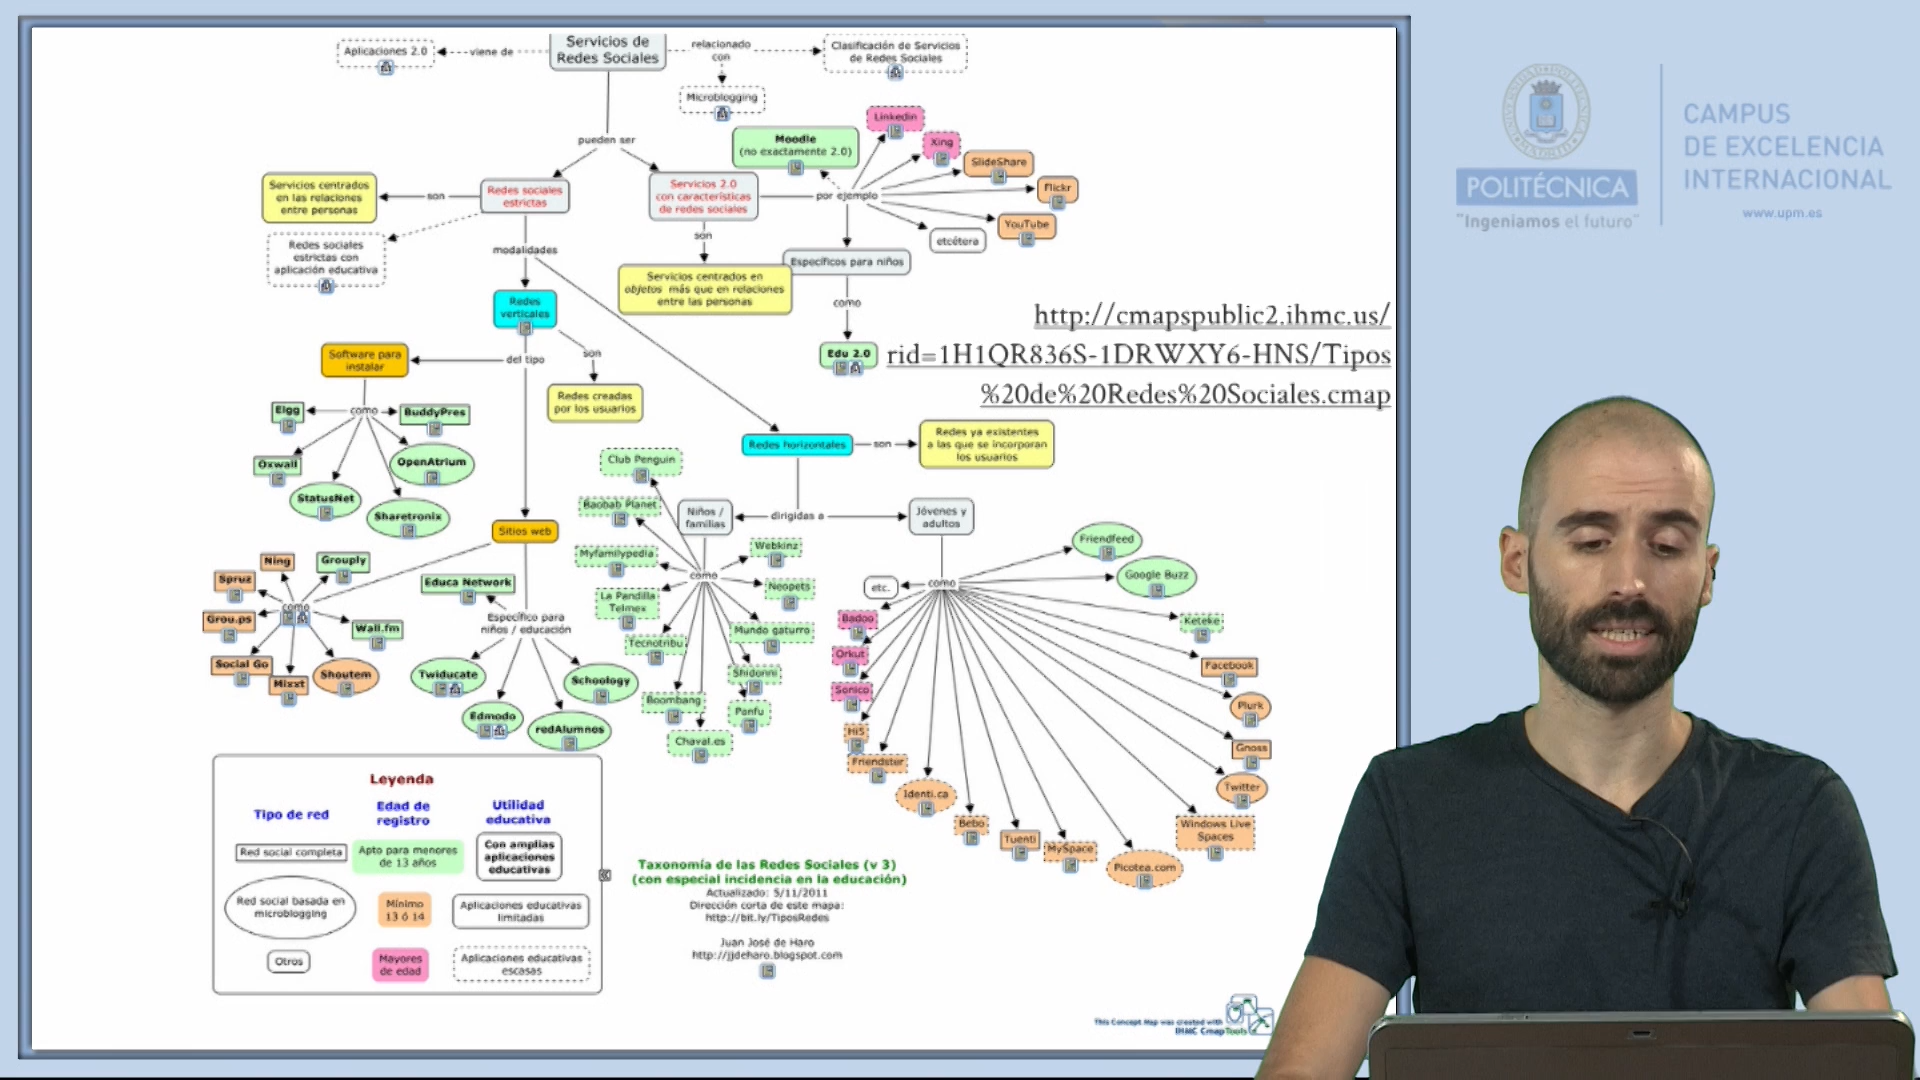 Servicios de
Redes Sociales
Aplicaciones 2.0
viene de
relacionado
con
Clasificación de Servicios
de Redes Sociales
Microblogging
pueden ser
Moodle
(no exactamente 2.0)
Linkedin
Xing
SlideShare
Flickr
YouTube
etcétera
por ejemplo
Servicios centrados
en las relaciones
entre personas
son
Redes sociales
estrictas
Servicios 2.0
con características
de redes sociales
Redes sociales
estrictas con
aplicación educativa
modalidades
son
Servicios centrados en
objetos más que en relaciones
entre las personas
Específicos para niños
como
Edu 2.0
http://cmapspublic2.ihmc.us/
rid=1H1QR836S-1DRWXY6-HNS/Tipos
%20de%20Redes%20Sociales.cmap
Redes
verticales
Software para
instalar
del tipo
son
Redes creadas
por los usuarios
Elgg
como
BuddyPres
Oxwall
OpenAtrium
StatusNet
Sharetronix
Redes horizontales
son
Redes ya existentes
a las que se incorporan
los usuarios
Sitios web
Niños /
familias
dirigidas a
Jóvenes y
adultos
Club Penguin
Baobab Planet
Myfamilypedia
La Pandilla
Telmex
Tecnotribu
Boombang
Chaval.es
como
Webkinz
Neopets
Mundo gaturro
Shidonni
Panfu
Ning
Grouply
Spruz
como
Grou.ps
Wall.fm
Social Go
Mixxt
Shoutem
Educa Network
Específico para
niños / educación
Twiducate
Schoology
Edmodo
redAlumnos
etc.
como
Friendfeed
Google Buzz
Keteke
Facebook
Plurk
Gnoss
Twitter
Windows Live
Spaces
Picotea.com
MySpace
Tuenti
Bebo
Identi.ca
Friendster
Hi5
Sonico
Orkut
Badoo
Leyenda
Tipo de red
Edad de
registro
Utilidad
educativa
Red social completa
Apto para menores
de 13 años
Con amplias
aplicaciones
educativas
Red social basada en
microblogging
Mínimo
13 ó 14
Aplicaciones educativas
limitadas
Otros
Mayores
de edad
Aplicaciones educativas
escasas
Taxonomía de las Redes Sociales (v 3)
(con especial incidencia en la educación)
Actualizado: 5/11/2011
Dirección corta de este mapa:
http://bit.ly/TiposRedes
Juan José de Haro
http://jjdeharo.blogspot.com
This Concept Map was created with
IHMC CmapTools
POLITÉCNICA
"Ingeniamos el futuro"
CAMPUS
DE EXCELENCIA
INTERNACIONAL
www.upm.es